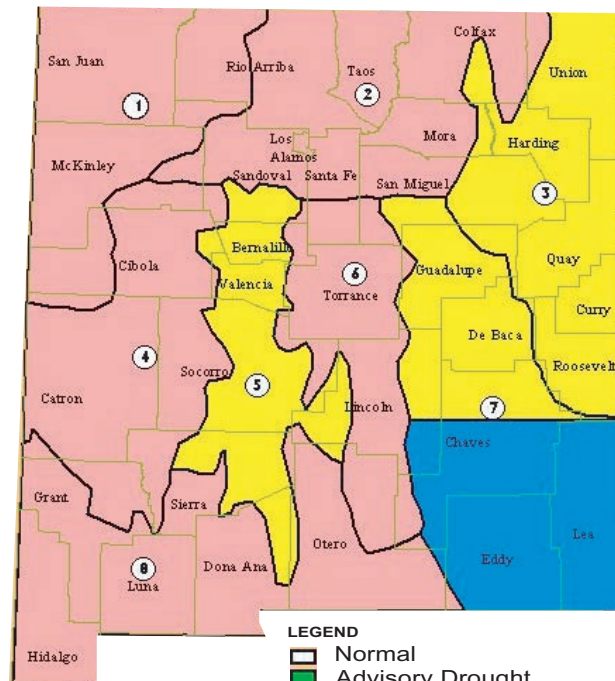 Colfax
San Juan
Rio Arriba
Taos
Union
1
2
Los
Alamos
Mora
Harding
McKinley
Sandoval
Santa Fe
San Miguel
3
Bernalillo
Cibola
6
Guadalupe
Quay
Valencia
Torrance
Curry
De Baca
4
Socorro
5
Roosevelt
Catron
Lincoln
7
Chaves
Grant
Sierra
Otero
Lea
8
Luna
Dona Ana
Eddy
Hidalgo
LEGEND
Normal
Advisory Drought